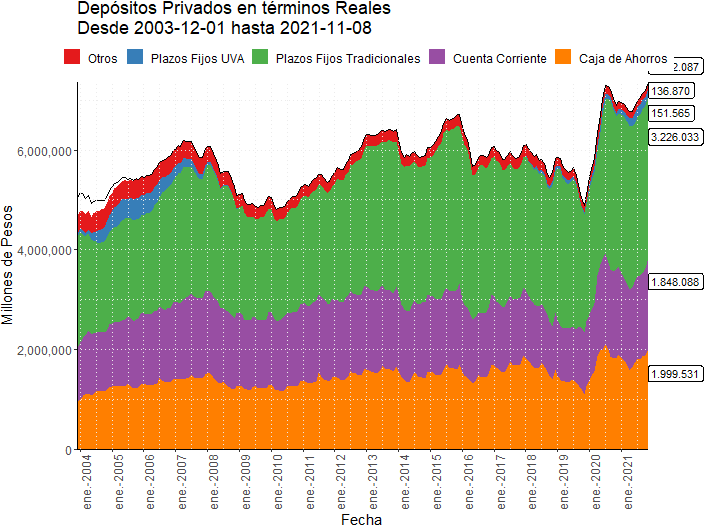 Depósitos Privados en términos Reales
Desde 2003-12-01 hasta 2021-11-08
Otros
Plazos Fijos UVA
Plazos Fijos Tradicionales
Cuenta Corriente
Caja de Ahorros
2.087
136.870
151.565
3.226.033
1.848.088
1.999.531
6,000,000
4,000,000
2,000,000
0
Millones de Pesos
ene.-2004
ene.-2005
ene.-2006
ene.-2007
ene.-2008
ene.-2009
ene.-2010
ene.-2011
ene.-2012
ene.-2013
ene.-2014
ene.-2015
ene.-2016
ene.-2017
ene.-2018
ene.-2019
ene.-2020
ene.-2021
Fecha